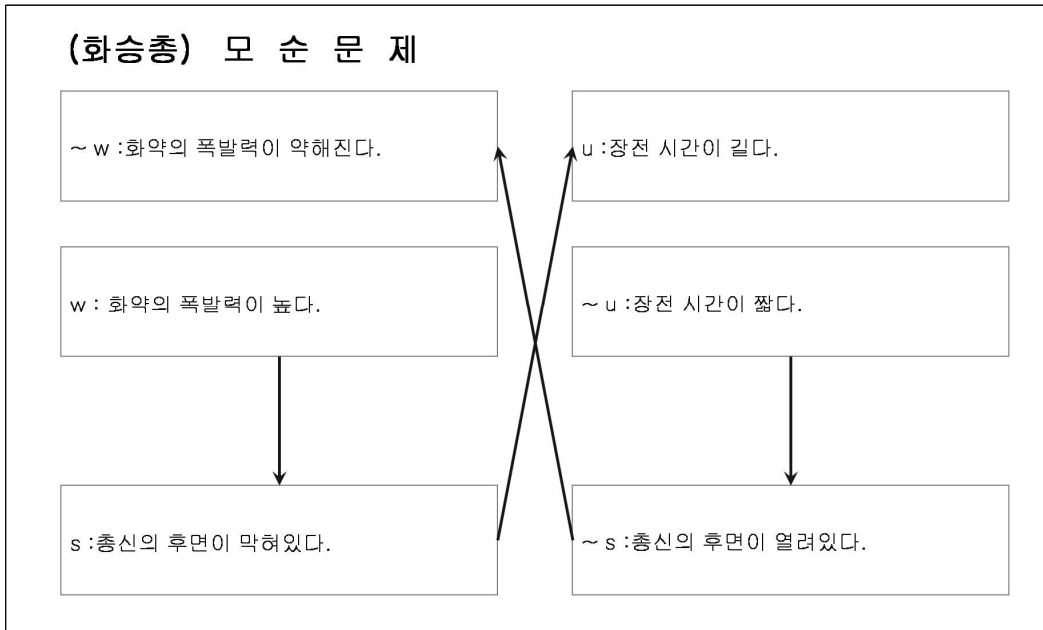 (화승총) 모 순 문 제
~ w :화약의 폭발력이 약해진다.
u :장전 시간이 길다.
w : 화약의 폭발력이 높다.
~ u :장전 시간이 짧다.
s :총신의 후면이 막혀있다.
~ s :총신의 후면이 열려있다.